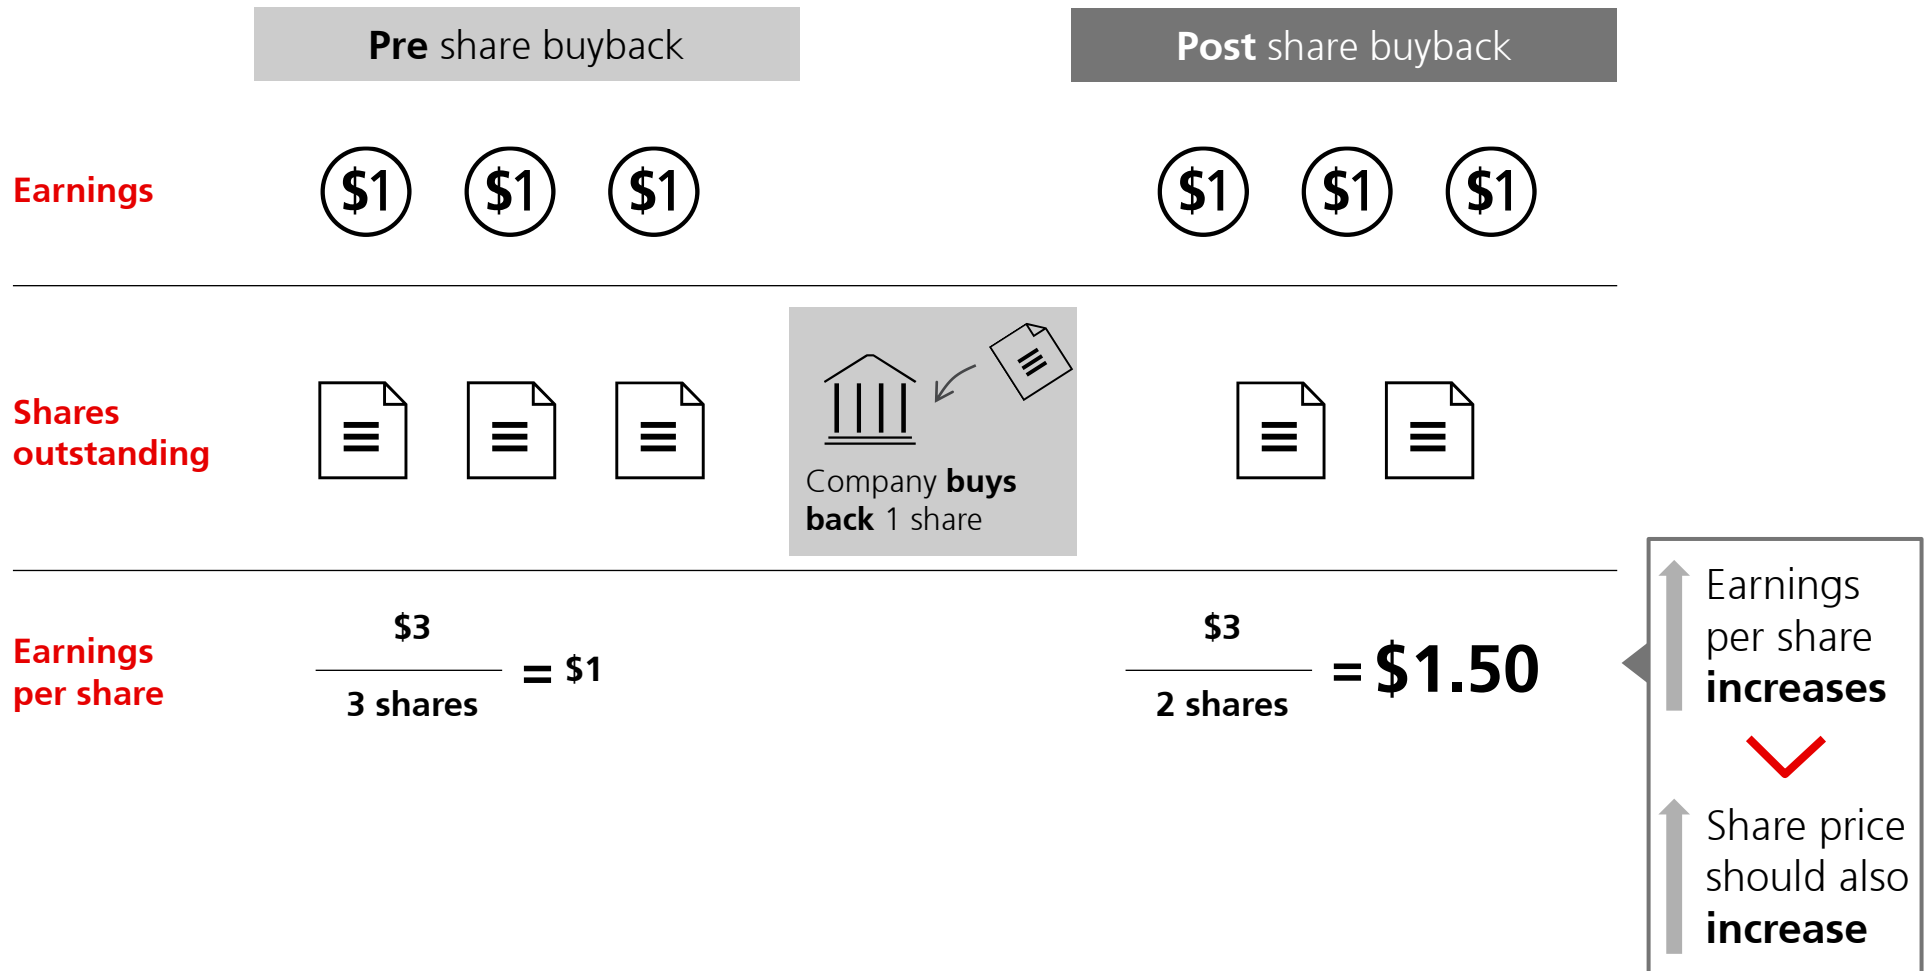 Pre share buyback
Post share buyback
Earnings
$1 $1 $1
$1 $1 $1
Shares
outstanding
Company buys
back 1 share
Earnings
per share
$3
3 shares
= $1
$3
2 shares
= $1.50
Earnings
per share
increases
Share price
should also
increase